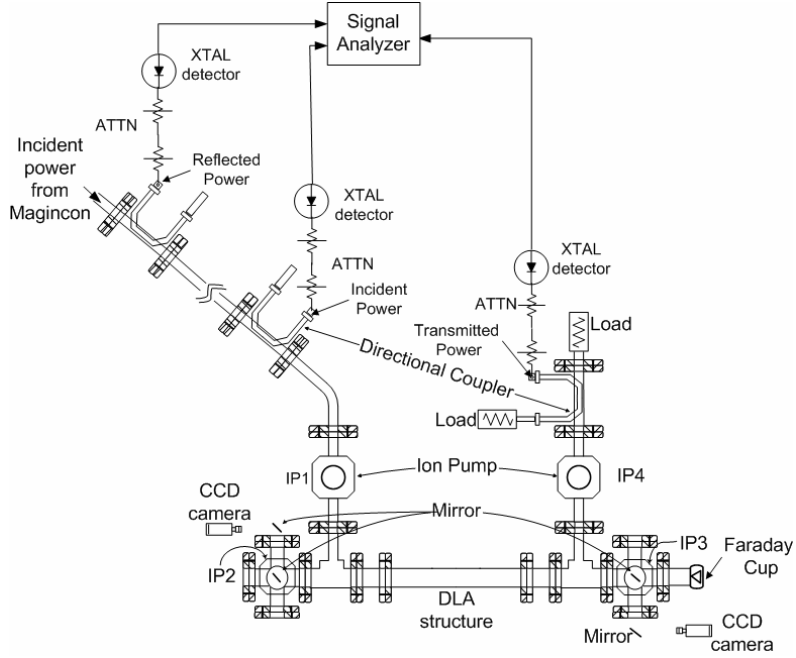 Signal
Analyzer
XTAL
detector
ATTN
Incident
power
from
Magincon
Reflected
Power
XTAL
detector
ATTN
Incident
Power
XTAL
detector
ATTN
Transmitted
Power
Load
Directional Coupler
Load
IP1
Ion Pump
IP4
CCD
camera
Mirror
IP2
IP3
Faraday
Cup
DLA
structure
Mirror
CCD
camera